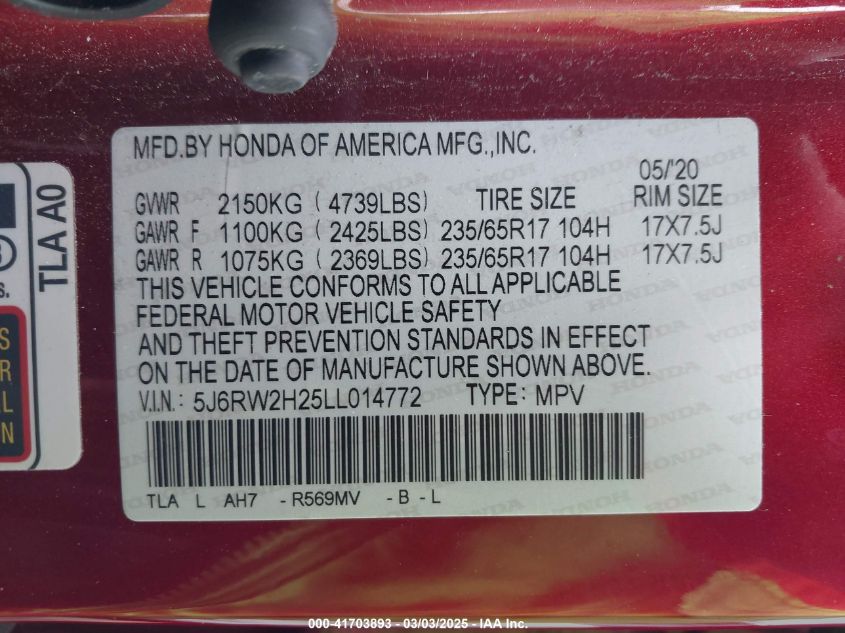 MFD.BY HONDA OF AMERICA MFG.,INC.
05/'20
GVWR 2150KG ( 4739LBS) TIRE SIZE RIM SIZE
GAWR F 1100KG ( 2425LBS) 235/65R17 104H 17X7.5J
GAWR R 1075KG ( 2369LBS) 235/65R17 104H 17X7.5J
THIS VEHICLE CONFORMS TO ALL APPLICABLE
FEDERAL MOTOR VEHICLE SAFETY
AND THEFT PREVENTION STANDARDS IN EFFECT
ON THE DATE OF MANUFACTURE SHOWN ABOVE.
V.I.N.: 5J6RW2H25LL014772 TYPE: MPV
TLA L AH7 - R569MV - B - L
TLA A0
000-41703893 - 03/03/2025 - IAA Inc.